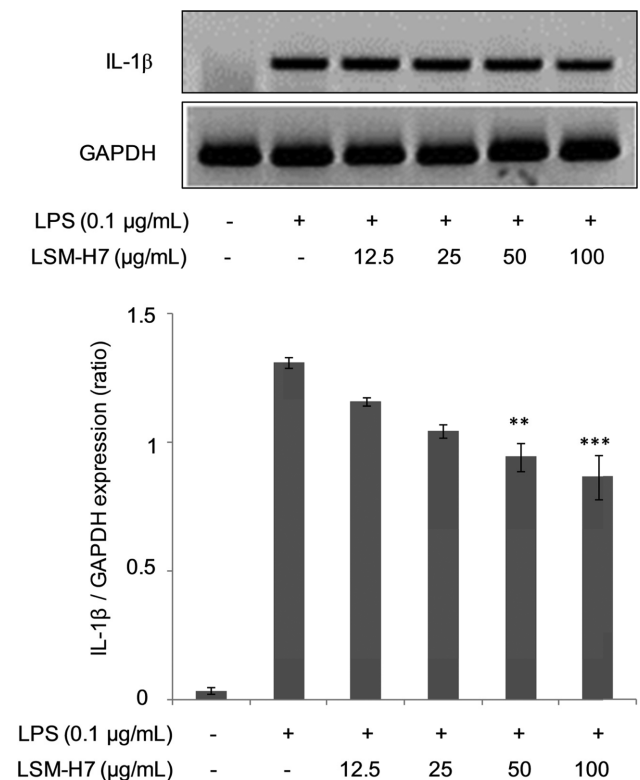 IL-1β
GAPDH
LPS (0.1 µg/mL) - + + + + +
LSM-H7 (µg/mL) - - 12.5 25 50 100
IL-1β / GAPDH expression (ratio)
1.5
1
0.5
0
** ***
LPS (0.1 µg/mL) - + + + + +
LSM-H7 (µg/mL) - - 12.5 25 50 100